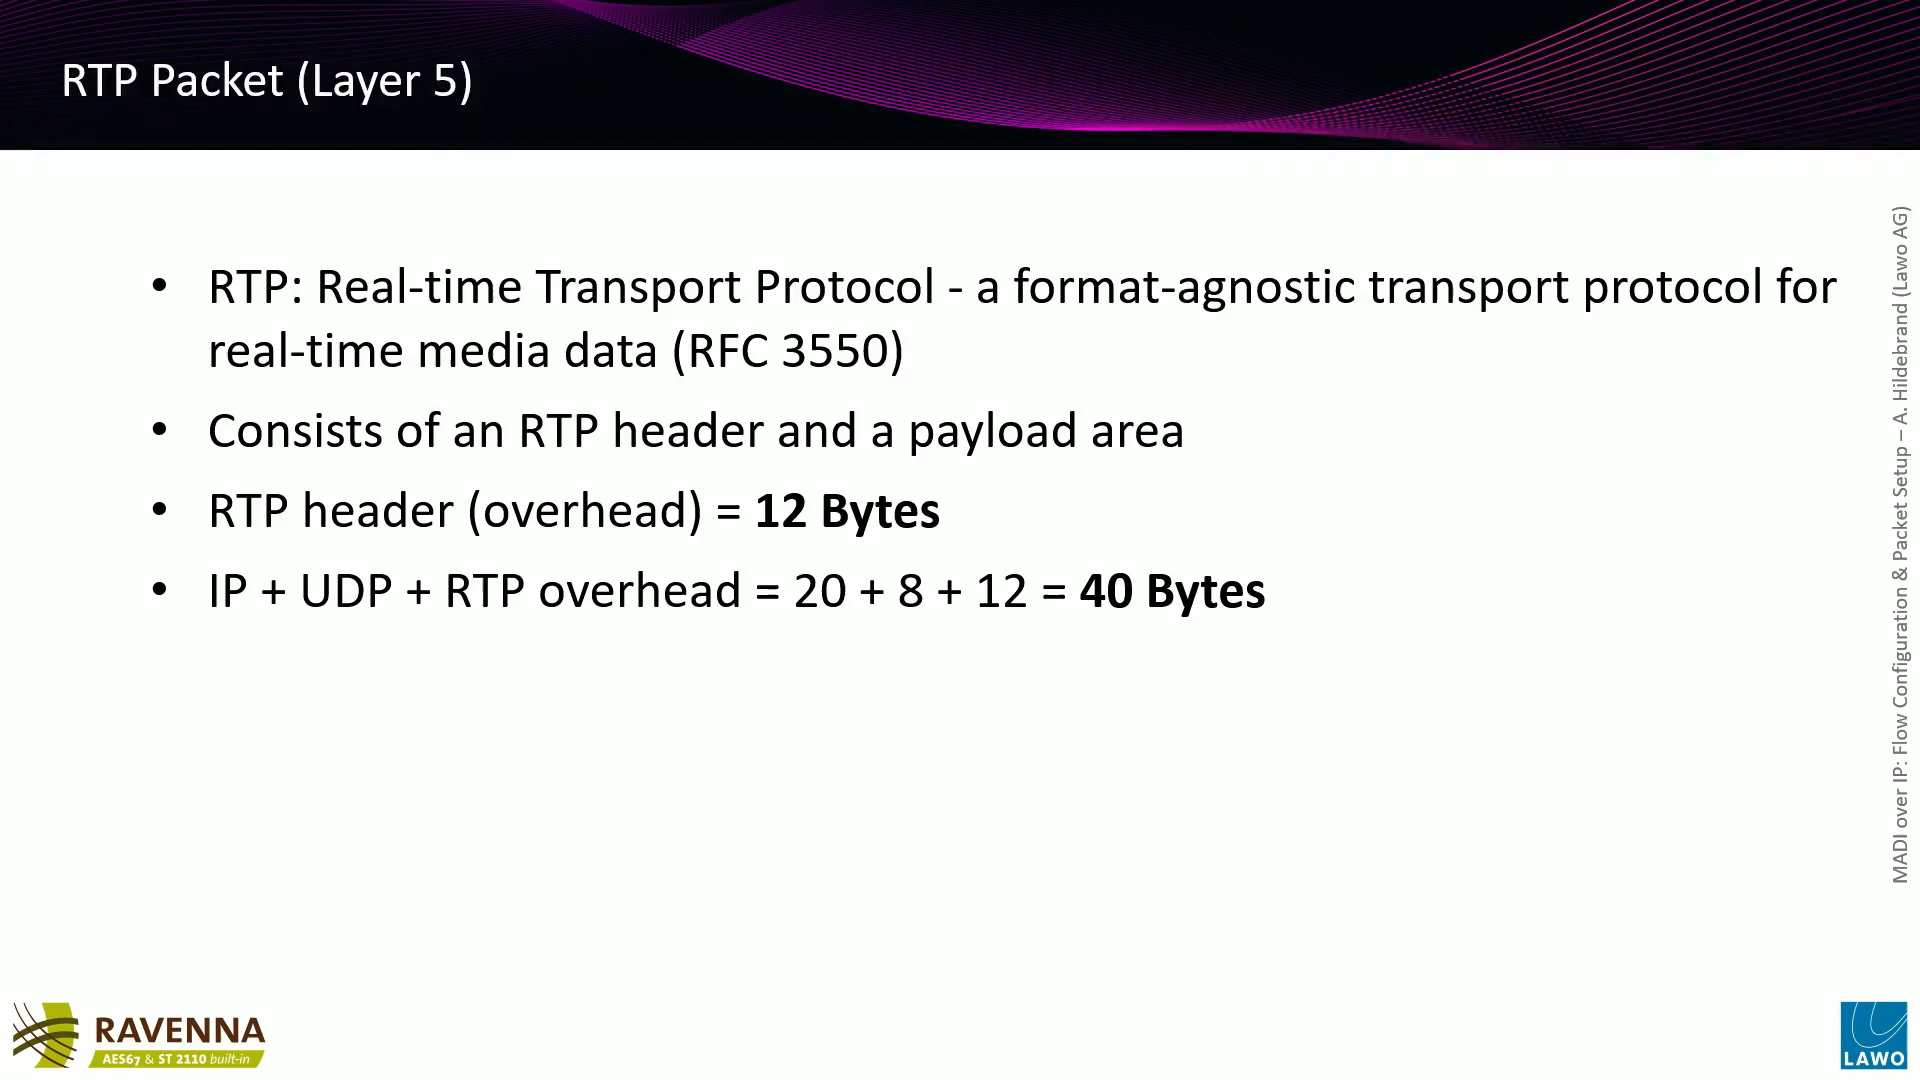 RTP Packet (Layer 5)
• RTP: Real-time Transport Protocol - a format-agnostic transport protocol for
real-time media data (RFC 3550)
• Consists of an RTP header and a payload area
• RTP header (overhead) = 12 Bytes
• IP + UDP + RTP overhead = 20 + 8 + 12 = 40 Bytes
MADI over IP: Flow Configuration & Packet Setup – A. Hildebrand (Lawo AG)
RAVENNA
AES67 & ST 2110 built-in
LAWO